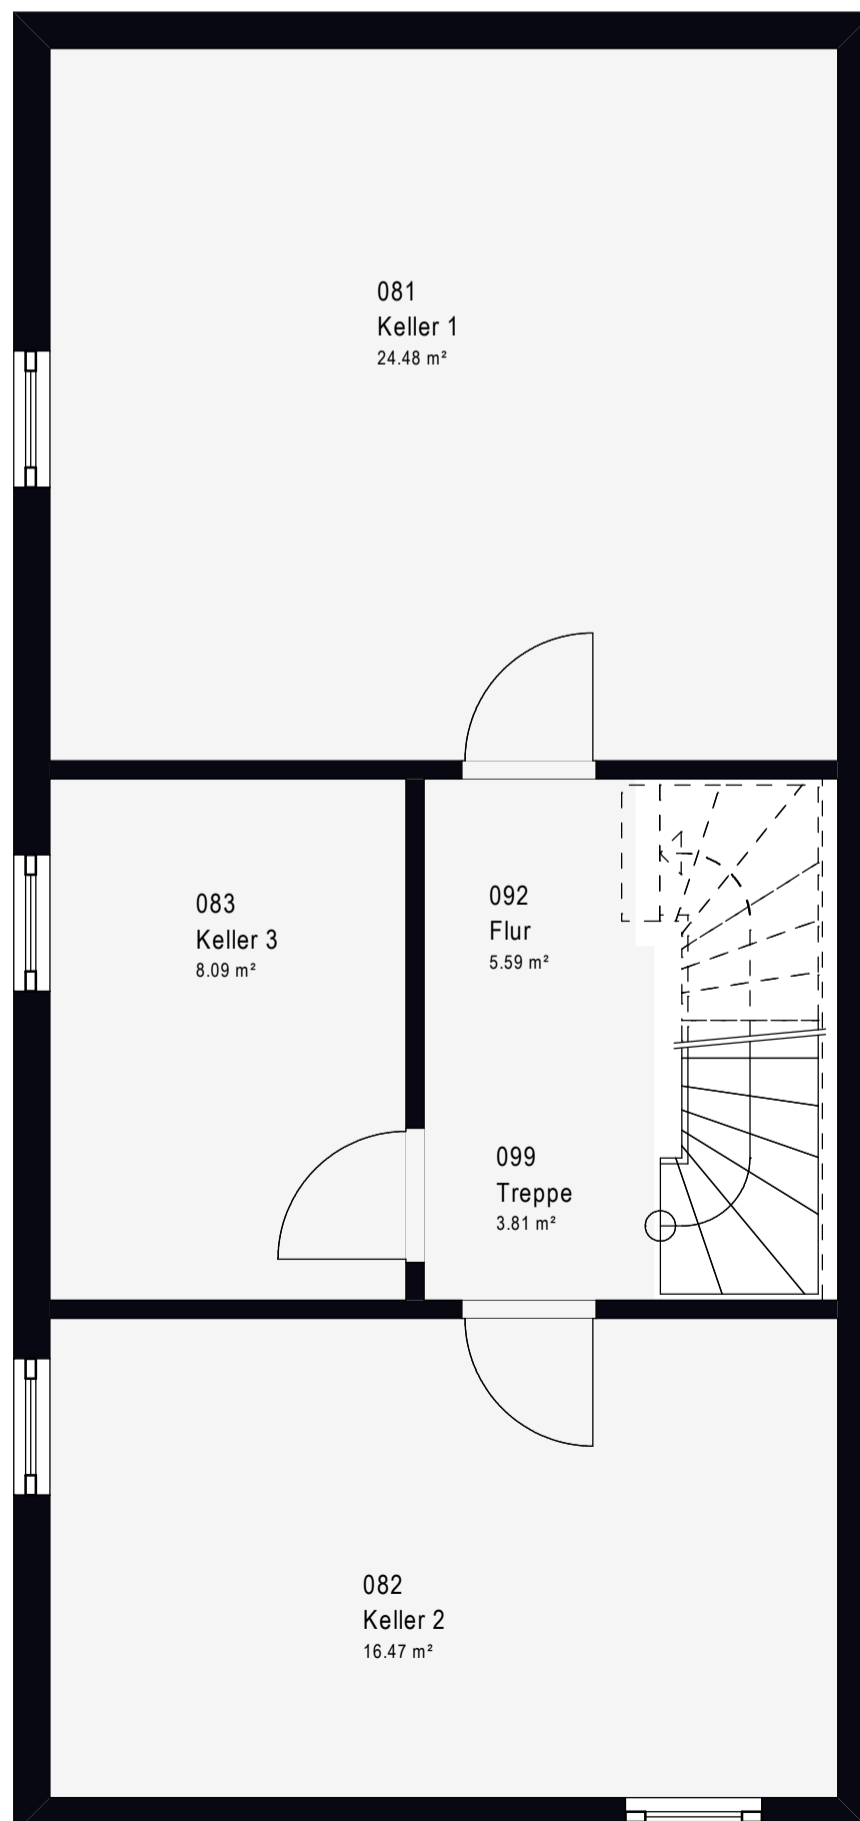 081
Keller 1
24.48 m²
083
Keller 3
8.09 m²
092
Flur
5.59 m²
099
Treppe
3.81 m²
082
Keller 2
16.47 m²